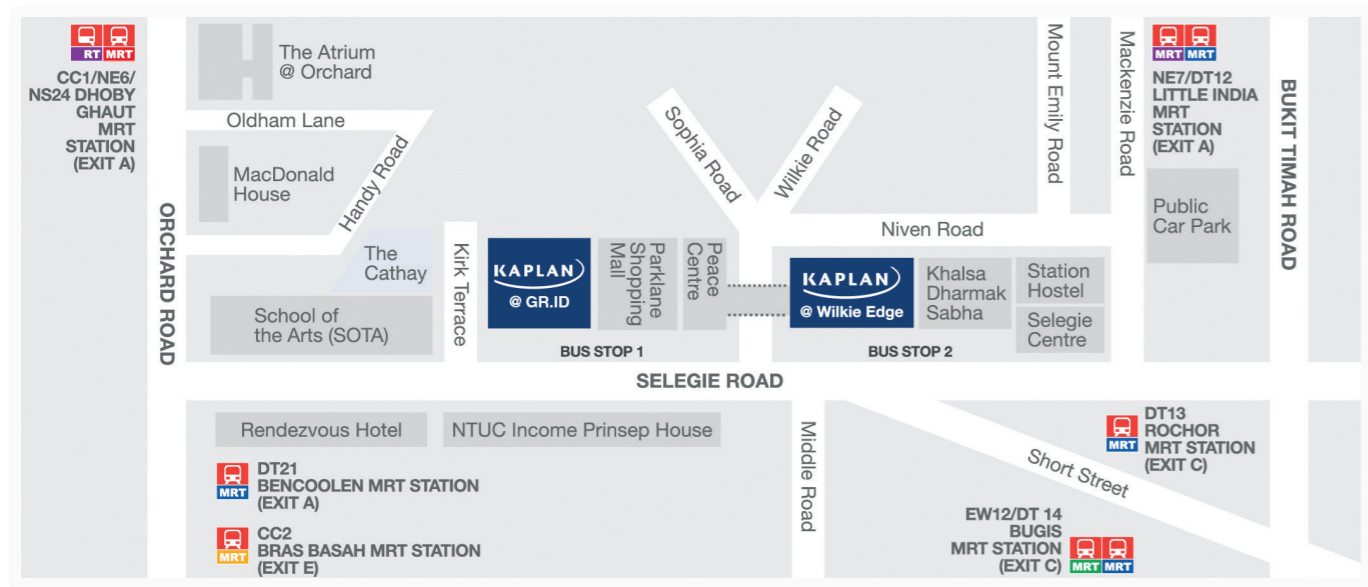 RT MRT
CC1/NE6/
NS24 DHOBY
GHAUT
MRT
STATION
(EXIT A)
The Atrium
@ Orchard
Oldham Lane
MacDonald
House
Handy Road
ORCHARD ROAD
The
Cathay
School of
the Arts (SOTA)
Kirk Terrace
KAPLAN
@ GR.ID
Parklane
Shopping
Mall
Peace
Centre
BUS STOP 1
Sophia Road
Wilkie Road
Niven Road
Mount Emily Road
Mackenzie Road
KAPLAN
@ Wilkie Edge
Khalsa
Dharmak
Sabha
Station
Hostel
Selegie
Centre
BUS STOP 2
MRT MRT
NE7/DT12
LITTLE INDIA
MRT
STATION
(EXIT A)
Public
Car Park
BUKIT TIMAH ROAD
SELEGIE ROAD
Rendezvous Hotel
NTUC Income Prinsep House
MRT
DT21
BENCOOLEN MRT STATION
(EXIT A)
MRT
CC2
BRAS BASAH MRT STATION
(EXIT E)
Middle Road
Short Street
MRT
DT13
ROCHOR
MRT STATION
(EXIT C)
EW12/DT 14
BUGIS
MRT STATION
(EXIT C)
MRT MRT